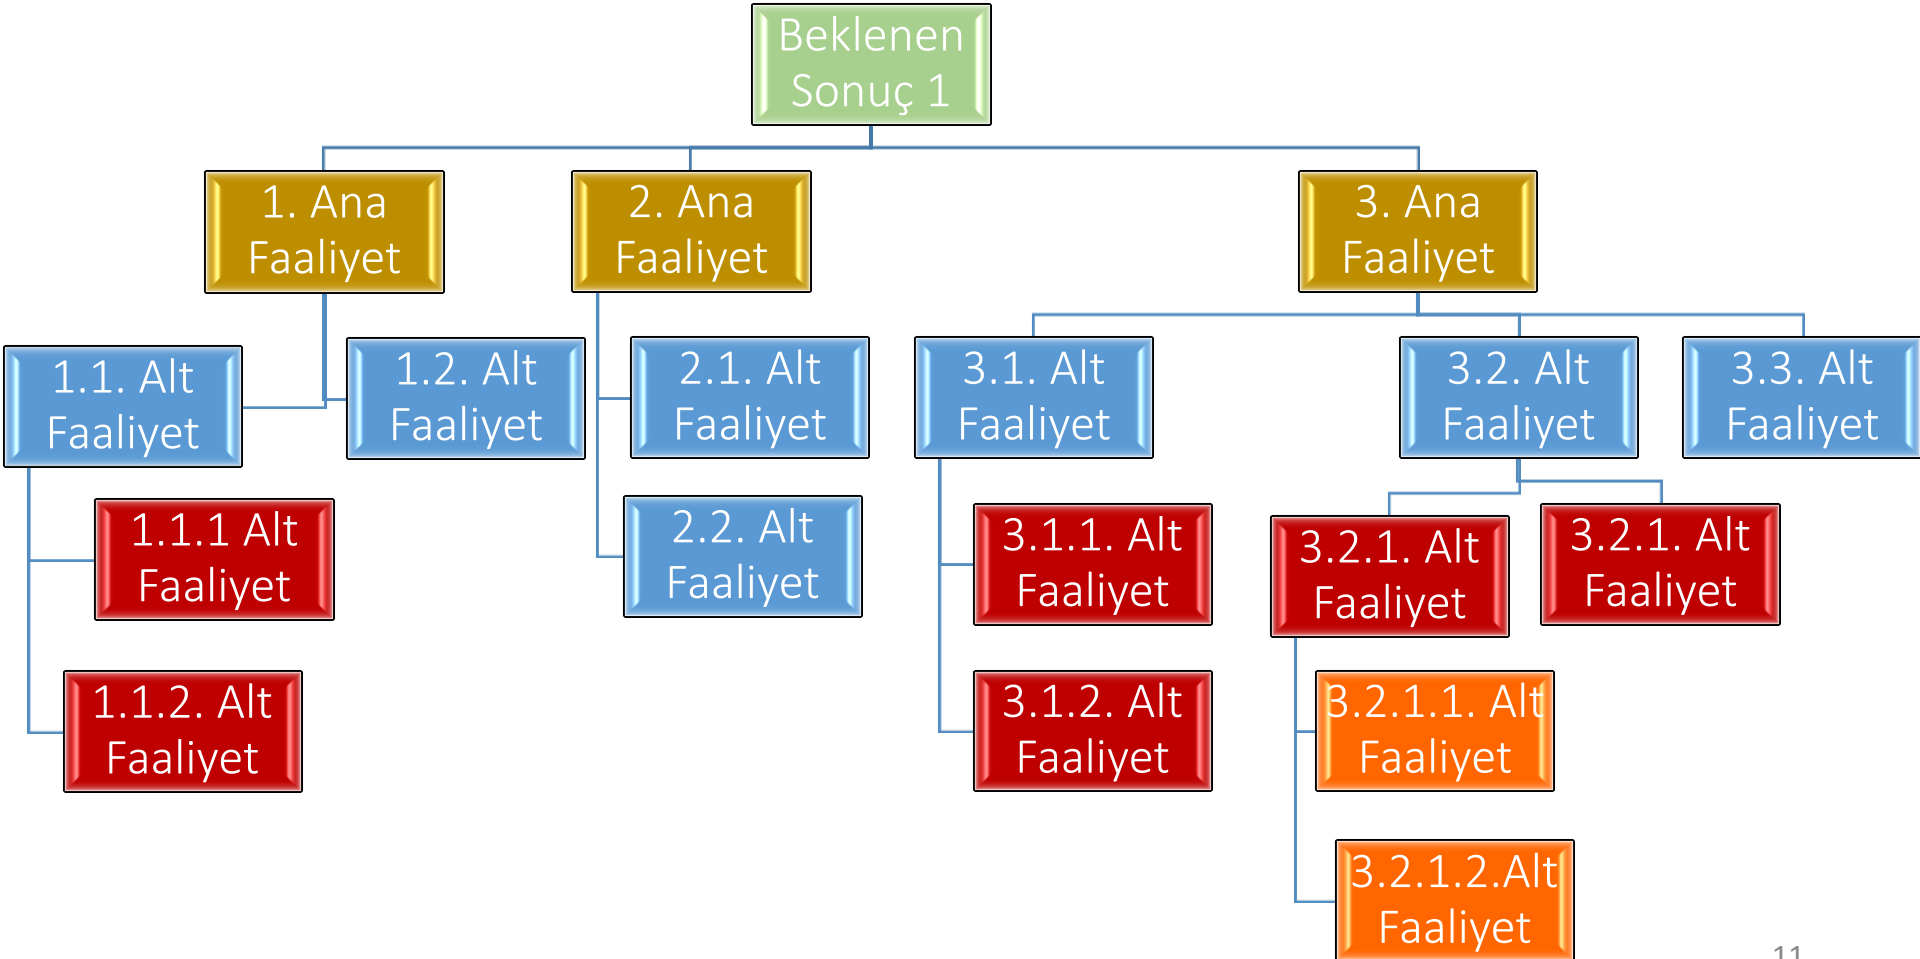 Beklenen
Sonuç 1
1. Ana
Faaliyet
2. Ana
Faaliyet
3. Ana
Faaliyet
1.1. Alt
Faaliyet
1.2. Alt
Faaliyet
2.1. Alt
Faaliyet
3.1. Alt
Faaliyet
3.2. Alt
Faaliyet
3.3. Alt
Faaliyet
1.1.1 Alt
Faaliyet
2.2. Alt
Faaliyet
3.1.1. Alt
Faaliyet
3.2.1. Alt
Faaliyet
3.2.1. Alt
Faaliyet
1.1.2. Alt
Faaliyet
3.1.2. Alt
Faaliyet
3.2.1.1. Alt
Faaliyet
3.2.1.2.Alt
Faaliyet
11